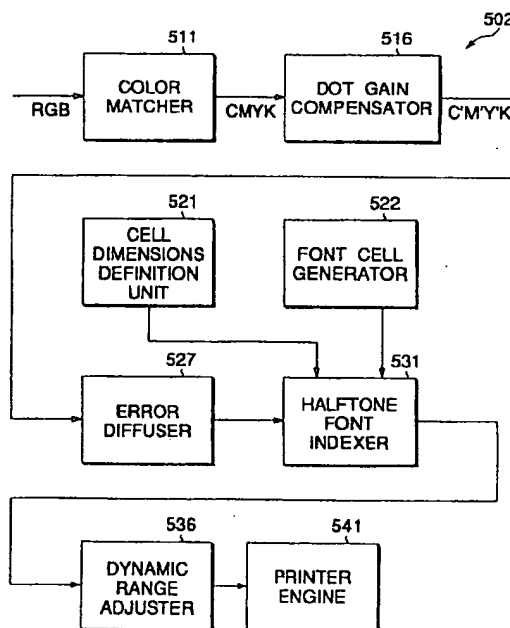 502
511
516
COLOR
MATCHER
DOT GAIN
COMPENSATOR
RGB
CMYK
C'M'Y'K
521
522
CELL
DIMENSIONS
DEFINITION
UNIT
FONT CELL
GENERATOR
527
531
ERROR
DIFFUSER
HALFTONE
FONT
INDEXER
536
541
DYNAMIC
RANGE
ADJUSTER
PRINTER
ENGINE